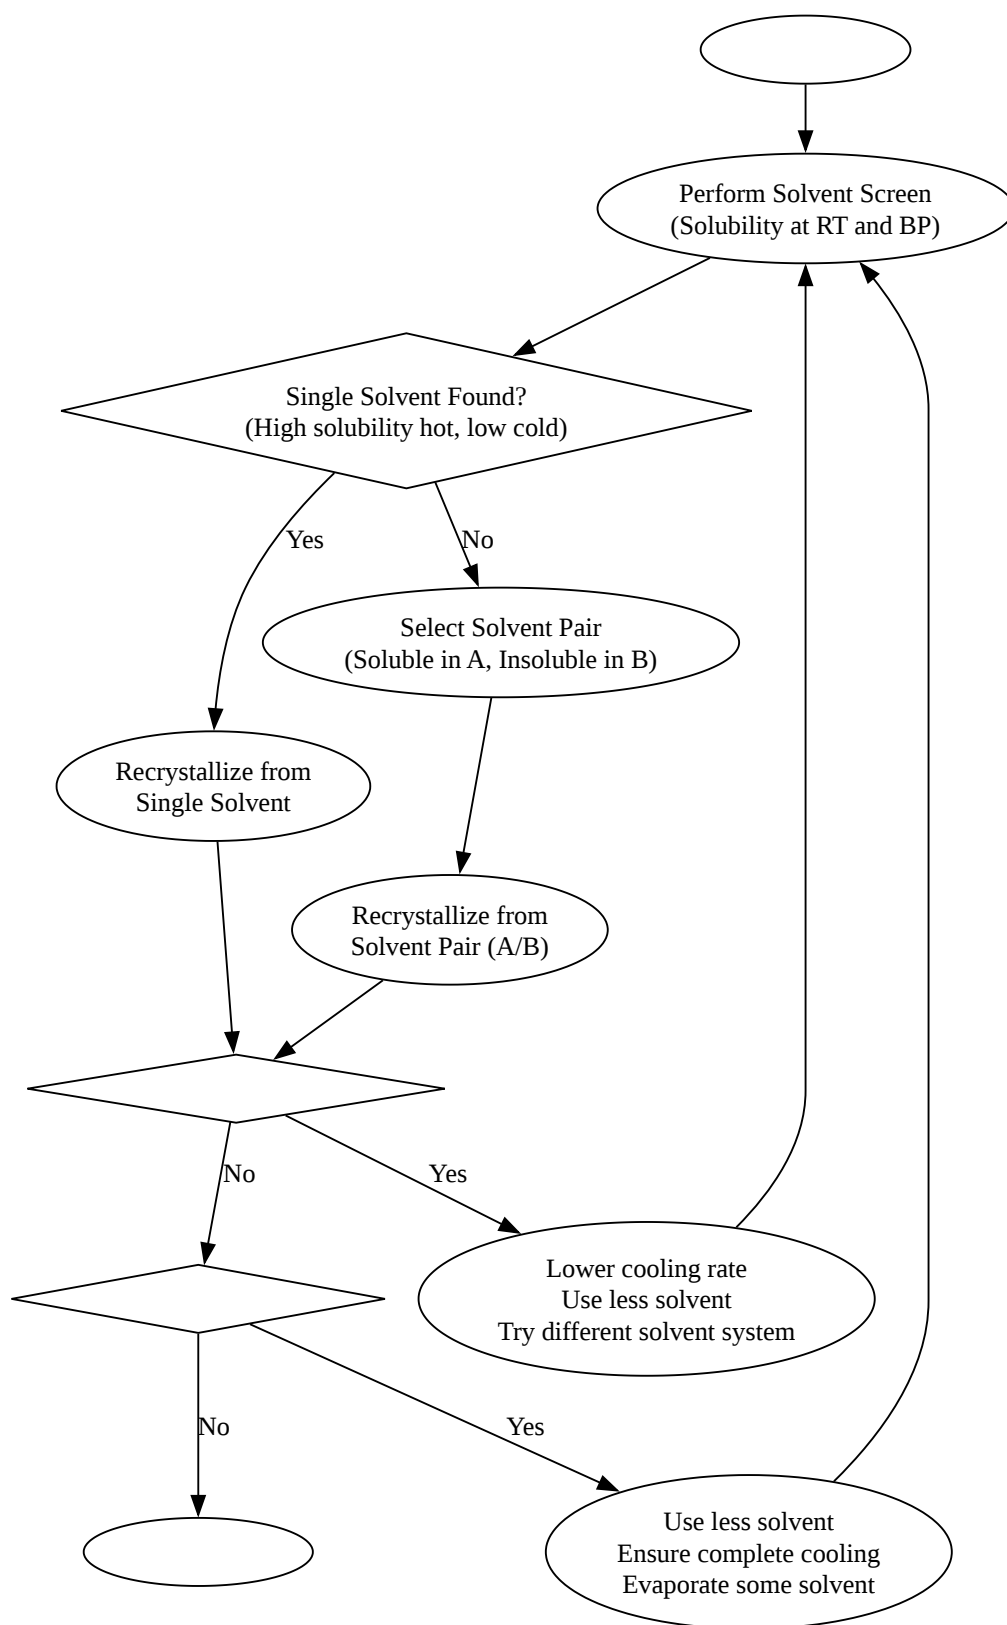 Perform Solvent Screen
(Solubility at RT and BP)
Single Solvent Found?
(High solubility hot, low cold)
Yes
No
Select Solvent Pair
(Soluble in A, Insoluble in B)
Recrystallize from
Single Solvent
Recrystallize from
Solvent Pair (A/B)
No
Yes
Lower cooling rate
Use less solvent
Try different solvent system
No
Yes
Use less solvent
Ensure complete cooling
Evaporate some solvent